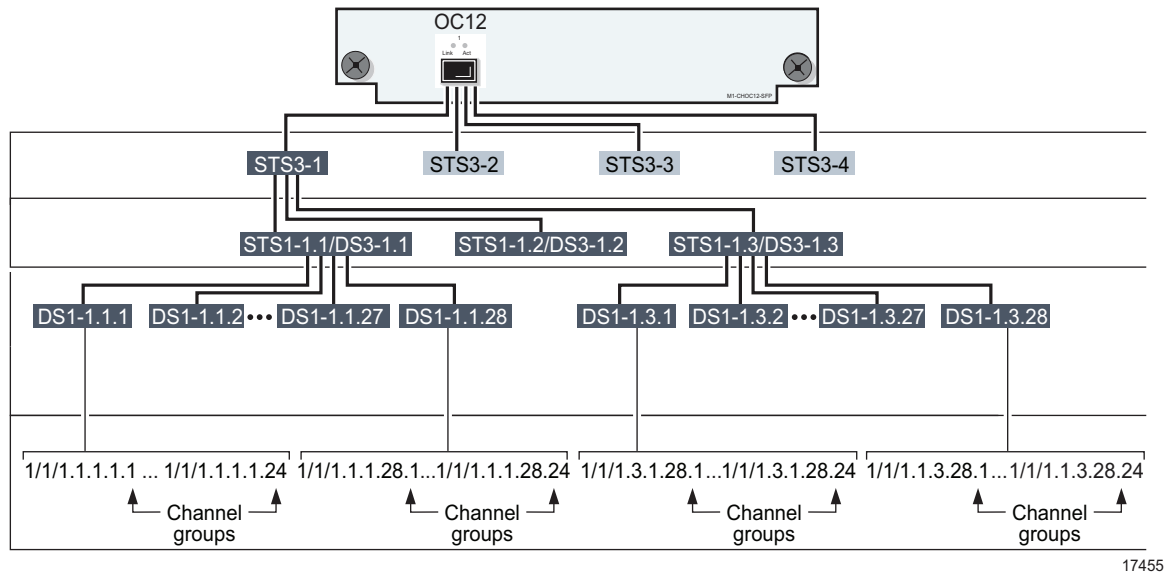 OC12
1
Link Act
M1-CHOC12-SFP
STS3-1 STS3-2 STS3-3 STS3-4
STS1-1.1/DS3-1.1 STS1-1.2/DS3-1.2 STS1-1.3/DS3-1.3
DS1-1.1.1 DS1-1.1.2 ••• DS1-1.1.27 DS1-1.1.28 DS1-1.3.1 DS1-1.3.2 ••• DS1-1.3.27 DS1-1.3.28
1/1/1.1.1.1.1 ... 1/1/1.1.1.1.24 1/1/1.1.1.28.1...1/1/1.1.1.28.24 1/1/1.3.1.28.1...1/1/1.3.1.28.24 1/1/1.1.3.28.1...1/1/1.1.3.28.24
Channel groups
Channel groups
Channel groups
Channel groups
17455